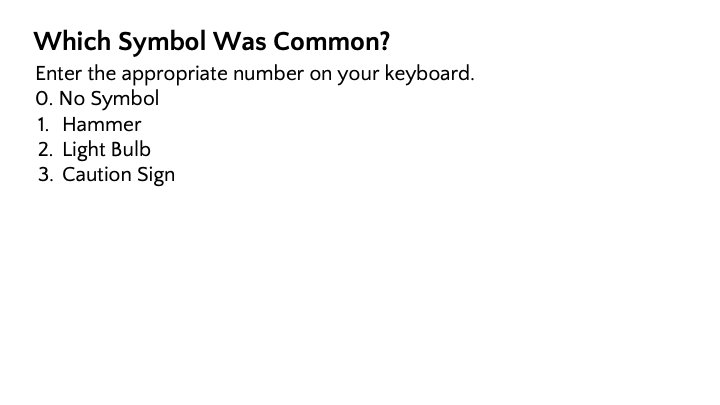 Which Symbol Was Common?
Enter the appropriate number on your keyboard.
0. No Symbol
1. Hammer
2. Light Bulb
3. Caution Sign